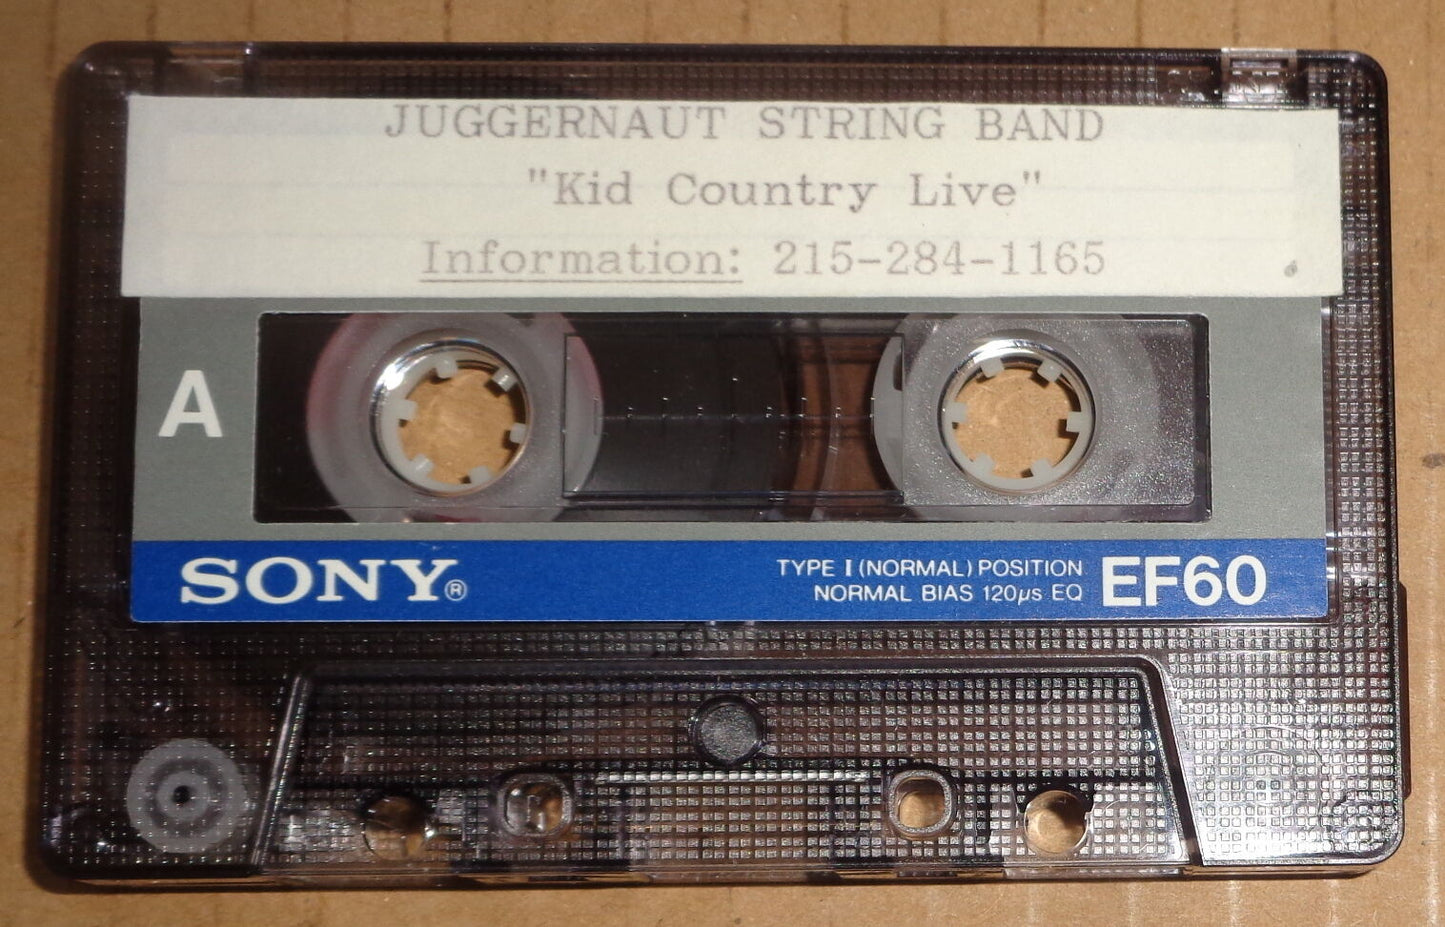 JUGGERNAUT STRING BAND
"Kid Country Live"
Information: 215-284-1165
A
SONY®
TYPE I (NORMAL) POSITION
NORMAL BIAS 120µs EQ
EF60